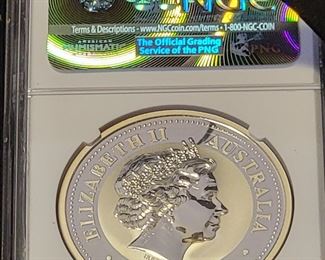 NGC
Terms & Descriptions - www.NGCcoin.com/terms • 1-800-NGC-COIN
AMERICAN
NUMISMATIC
The Official Grading
Service of the PNG
PNG
ELIZABETH II AUSTRALIA